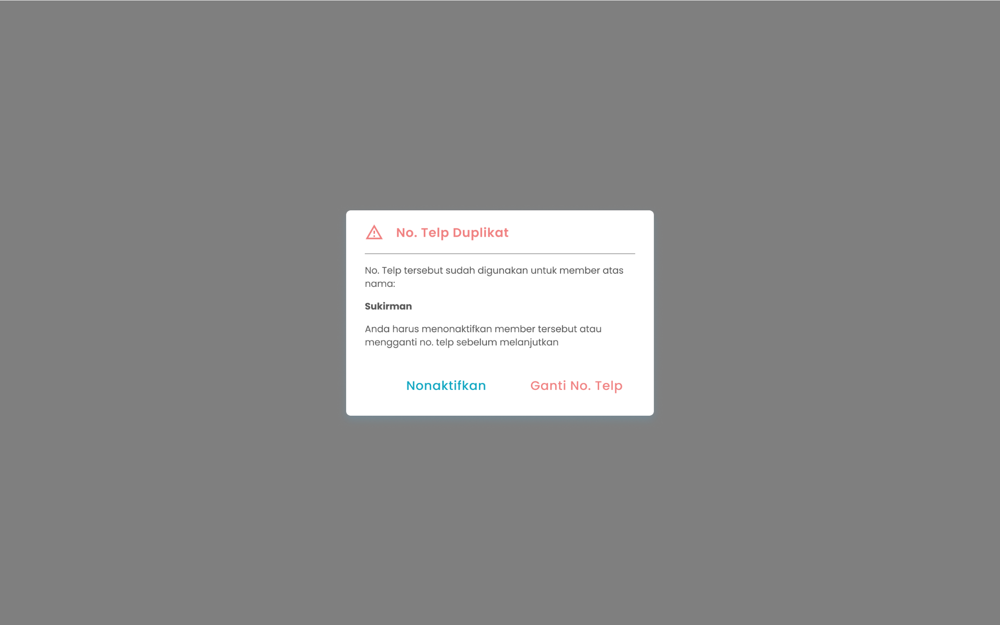 No. Telp Duplikat
No. Telp tersebut sudah digunakan untuk member atas
nama:
Sukirman
Anda harus menonaktifkan member tersebut atau
mengganti no. telp sebelum melanjutkan
Nonaktifkan
Ganti No. Telp